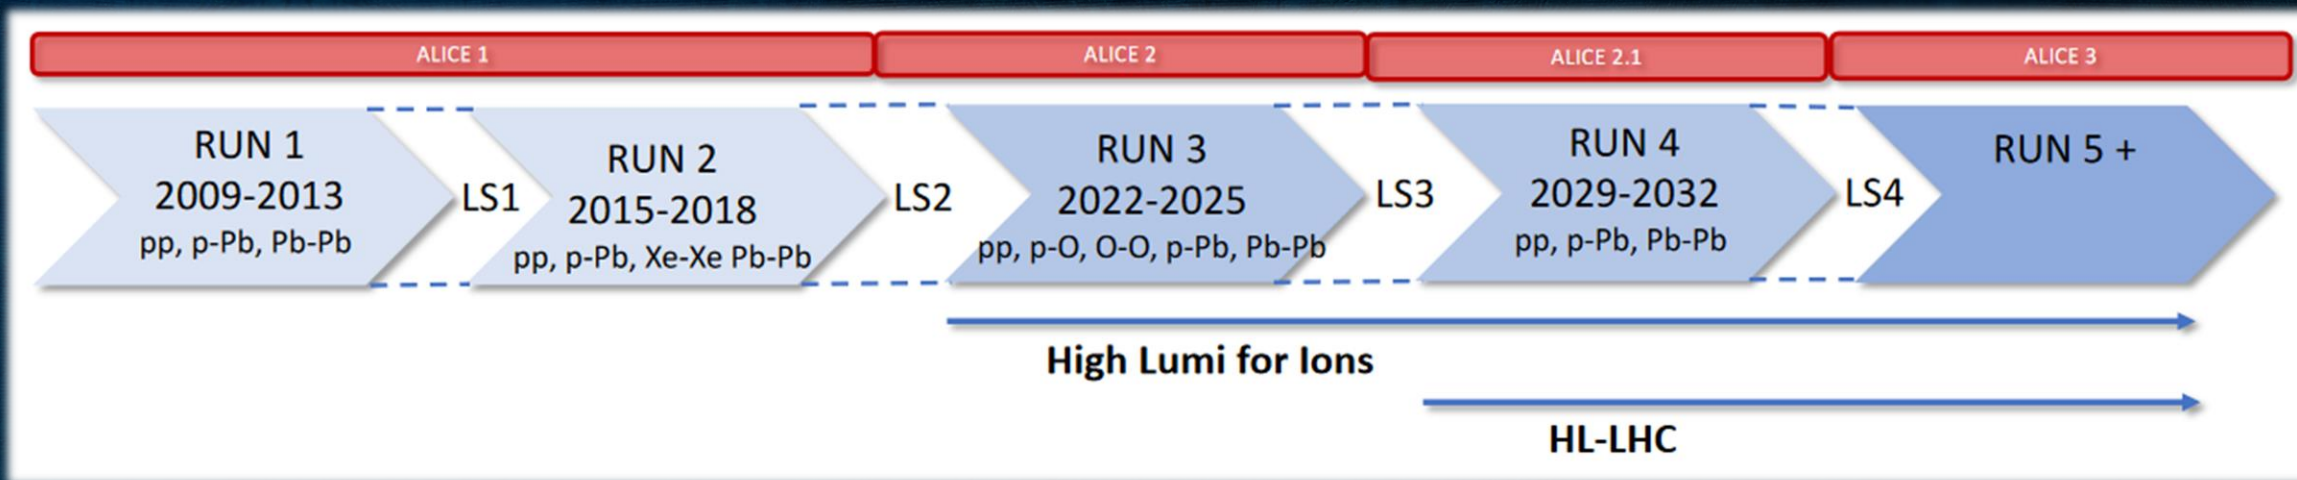 ALICE 1
ALICE 2
ALICE 2.1
ALICE 3
RUN 1
2009-2013
pp, p-Pb, Pb-Pb
LS1
RUN 2
2015-2018
pp, p-Pb, Xe-Xe Pb-Pb
LS2
RUN 3
2022-2025
pp, p-O, O-O, p-Pb, Pb-Pb
LS3
RUN 4
2029-2032
pp, p-Pb, Pb-Pb
LS4
RUN 5 +
High Lumi for Ions
HL-LHC